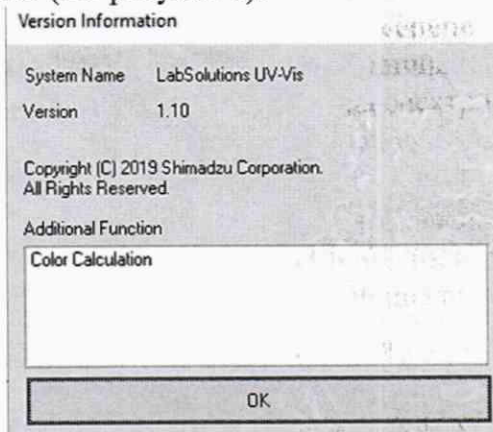 Version Information
System Name LabSolutions UV-Vis
Version 1.10
Copyright (C) 2019 Shimadzu Corporation.
All Rights Reserved.
Additional Function
Color Calculation
OK